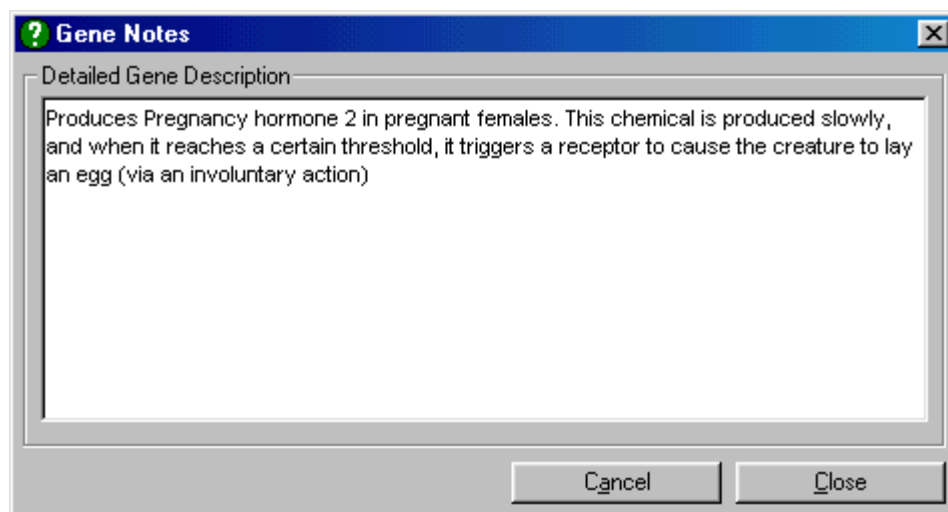 Gene Notes
Detailed Gene Description
Produces Pregnancy hormone 2 in pregnant females. This chemical is produced slowly,
and when it reaches a certain threshold, it triggers a receptor to cause the creature to lay
an egg (via an involuntary action)
Cancel
Close